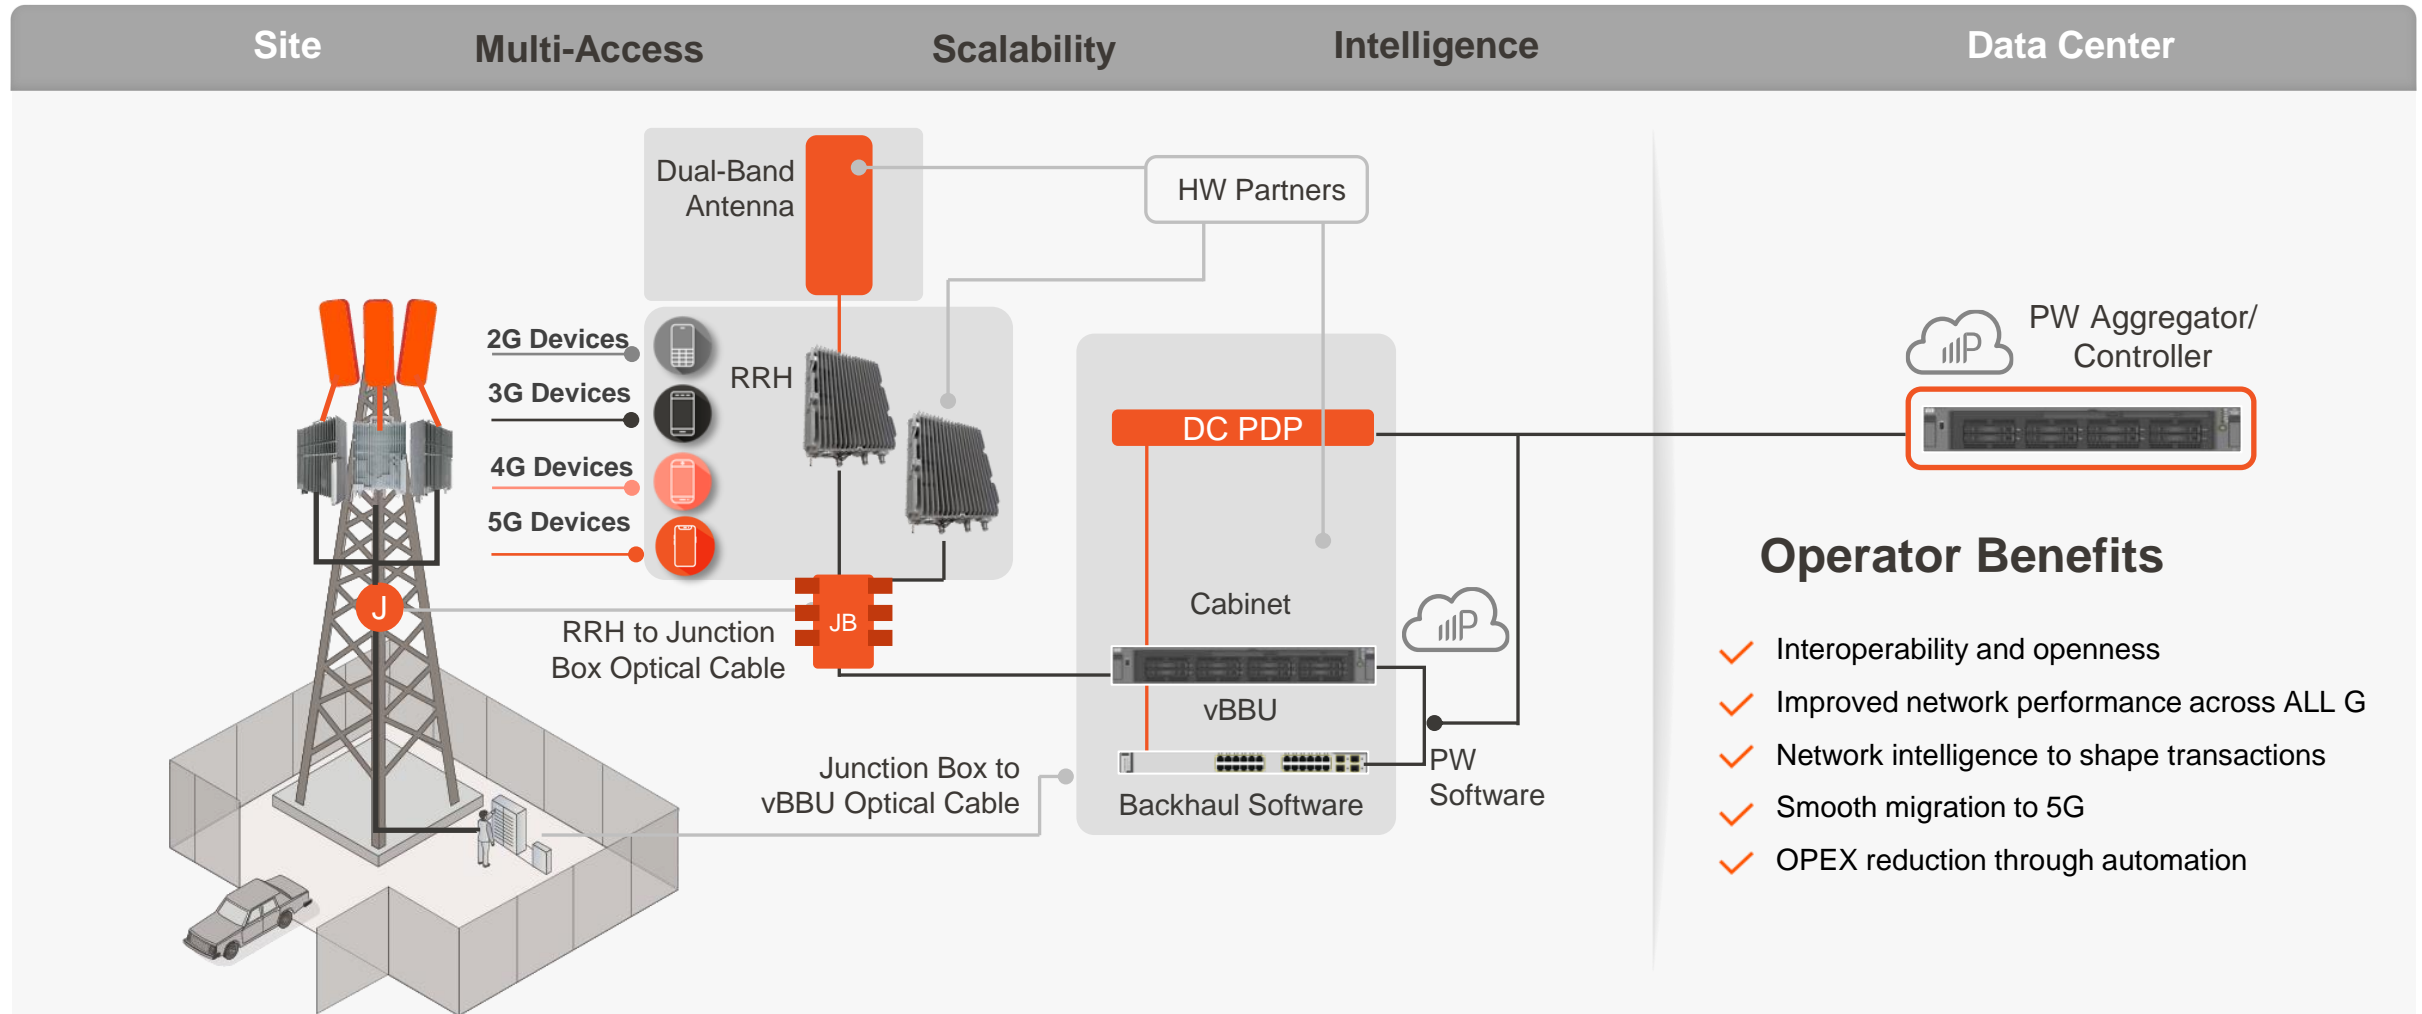 Site
Multi-Access
Scalability
Intelligence
Data Center
Dual-Band
Antenna
HW Partners
2G Devices
3G Devices
4G Devices
5G Devices
RRH
DC PDP
PW Aggregator/
Controller
P
J
JB
RRH to Junction
Box Optical Cable
Cabinet
P
vBBU
Junction Box to
vBBU Optical Cable
Backhaul Software
PW
Software
Operator Benefits
Interoperability and openness
Improved network performance across ALL G
Network intelligence to shape transactions
Smooth migration to 5G
OPEX reduction through automation